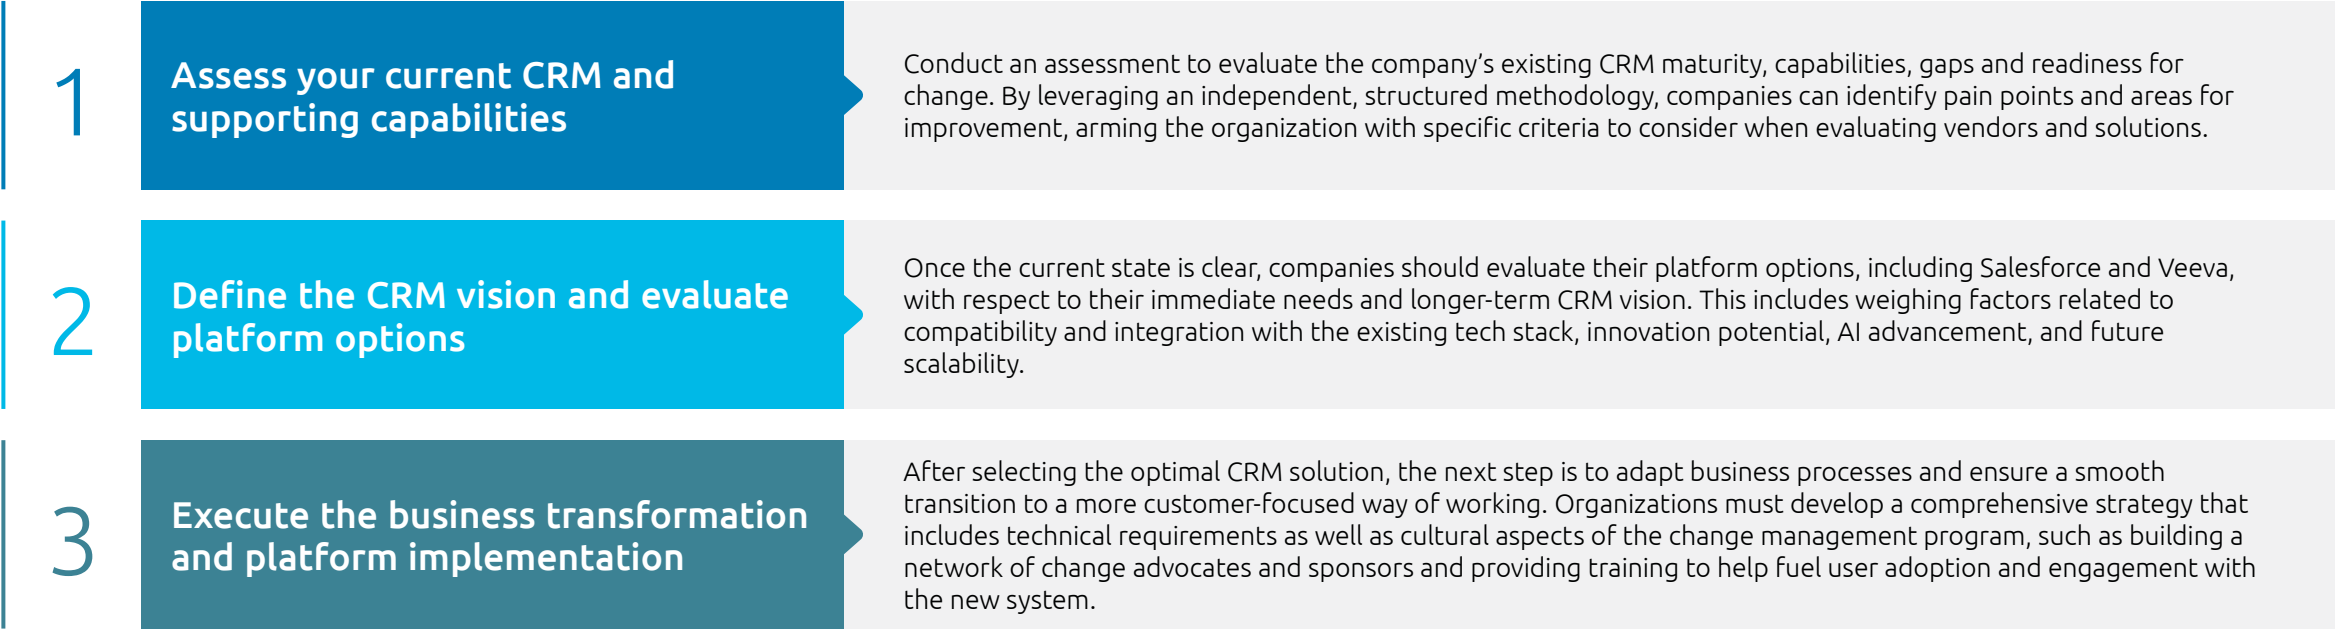 1
Assess your current CRM and
supporting capabilities
Conduct an assessment to evaluate the company’s existing CRM maturity, capabilities, gaps and readiness for
change. By leveraging an independent, structured methodology, companies can identify pain points and areas for
improvement, arming the organization with specific criteria to consider when evaluating vendors and solutions.
2
Define the CRM vision and evaluate
platform options
Once the current state is clear, companies should evaluate their platform options, including Salesforce and Veeva,
with respect to their immediate needs and longer-term CRM vision. This includes weighing factors related to
compatibility and integration with the existing tech stack, innovation potential, AI advancement, and future
scalability.
3
Execute the business transformation
and platform implementation
After selecting the optimal CRM solution, the next step is to adapt business processes and ensure a smooth
transition to a more customer-focused way of working. Organizations must develop a comprehensive strategy that
includes technical requirements as well as cultural aspects of the change management program, such as building a
network of change advocates and sponsors and providing training to help fuel user adoption and engagement with
the new system.